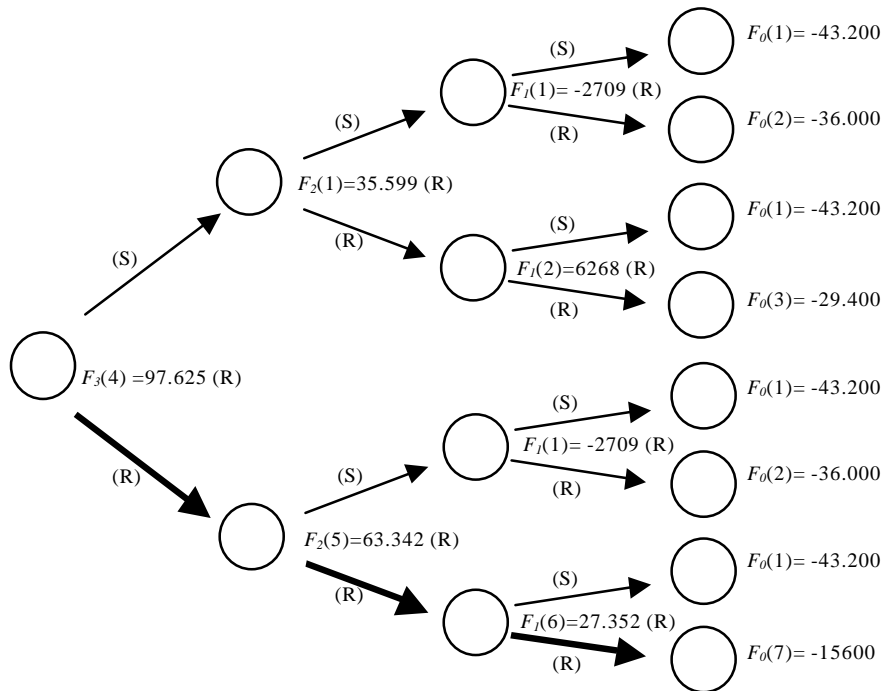 (S)
F0(1)= -43.200
F1(1)= -2709 (R)
(S)
(R)
F0(2)= -36.000
F2(1)=35.599 (R)
(S)
F0(1)= -43.200
(R)
(S)
F1(2)=6268 (R)
(R)
F0(3)= -29.400
F3(4) =97.625 (R)
(S)
F0(1)= -43.200
F1(1)= -2709 (R)
(R)
(S)
(R)
F0(2)= -36.000
F2(5)=63.342 (R)
(S)
F0(1)= -43.200
(R)
F1(6)=27.352 (R)
(R)
F0(7)= -15600